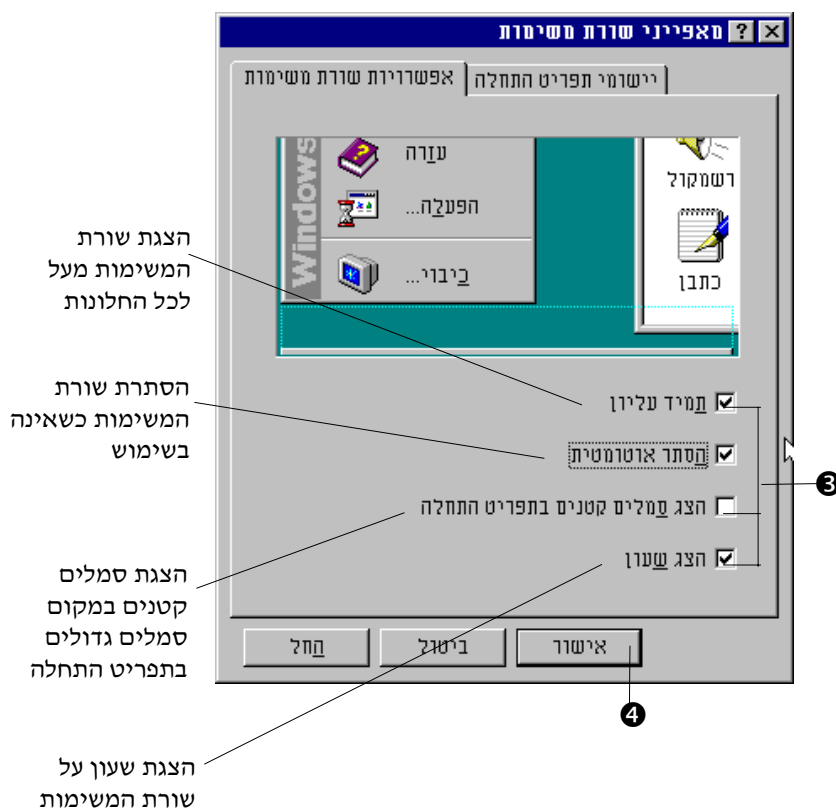 מאפייני שורת משימות
יישומי תפריט התחלה
אפשרויות שורת משימות
Windows
עזרה
הפעלה...
כיבוי...
רשמקול
כתבן
תמיד עליון
הסתר אוטומטית
הצג סמלים קטנים בתפריט התחלה
הצג שעון
אישור
ביטול
החל
❸
❹
הצגת שורת
המשימות מעל
לכל החלונות
הסתרת שורת
המשימות כשאינה
בשימוש
הצגת סמלים
קטנים במקום
סמלים גדולים
בתפריט התחלה
הצגת שעון על
שורת המשימות